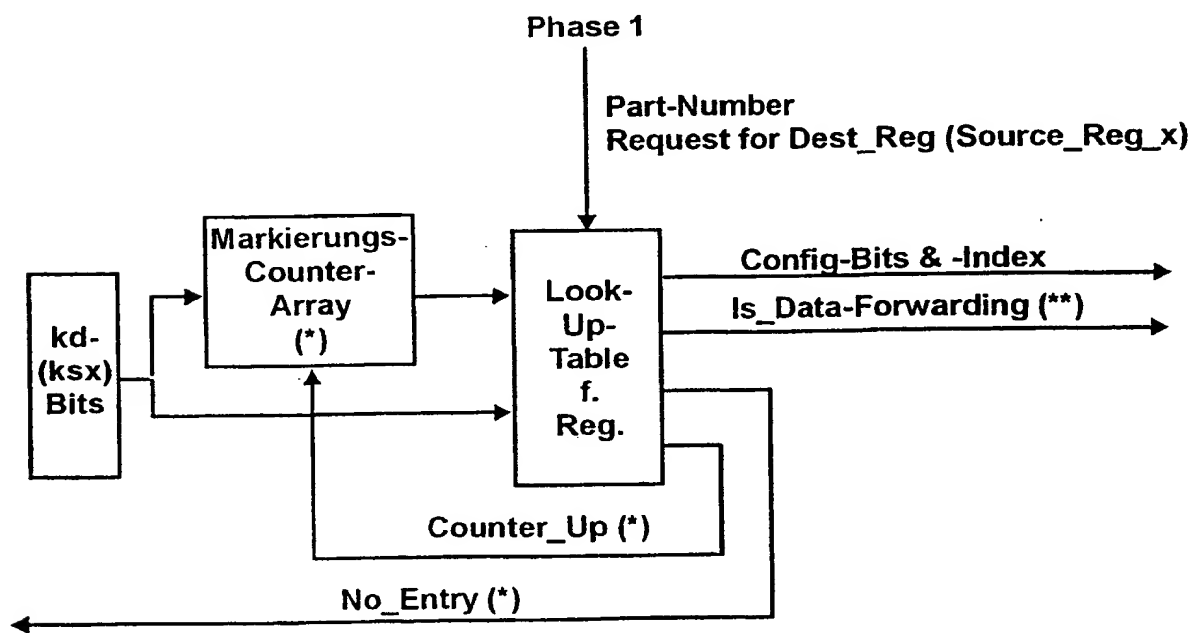 Phase 1
Part-Number
Request for Dest_Reg (Source_Reg_x)
Markierungs-
Counter-
Array
(*)
kd-
(ksx)
Bits
Look-
Up-
Table
f.
Reg.
Config-Bits & -Index
Is_Data-Forwarding (**)
Counter_Up (*)
No_Entry (*)